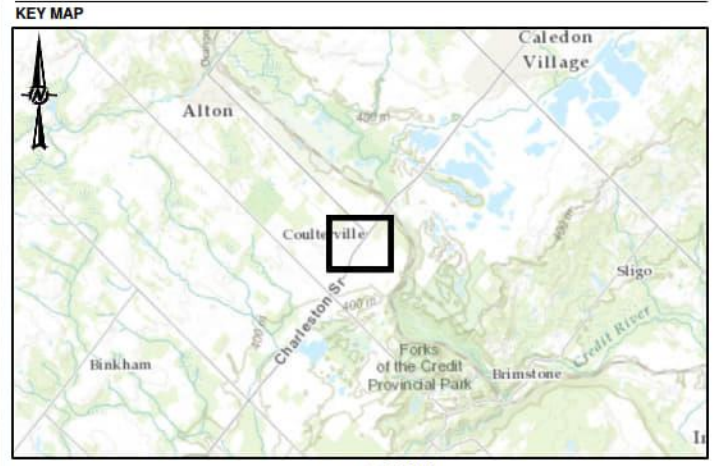 KEY MAP
Caledon
Village
Alton
400 m
Coulterville
400 m
Sligo
400 m
400 m
Charleston Sr
Credit River
Forks
of the Credit
Provincial Park
Binkham
Brimstone
N